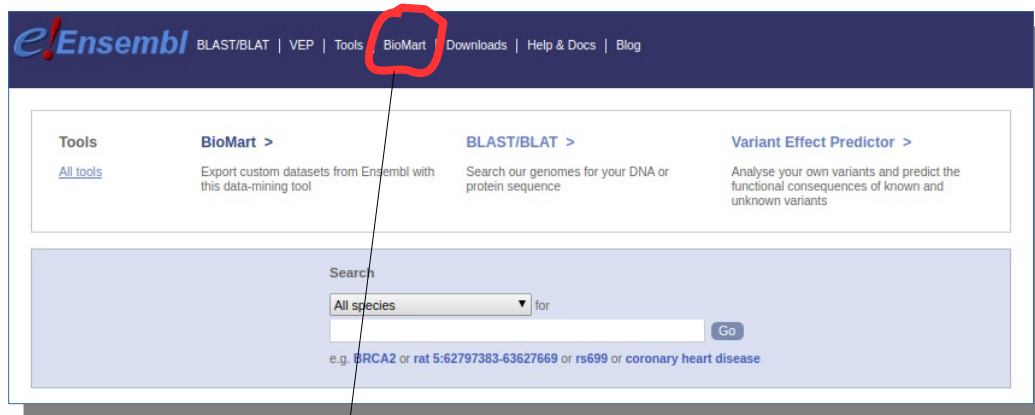 e!Ensembl BLAST/BLAT | VEP | Tools | BioMart | Downloads | Help & Docs | Blog
Tools
All tools
BioMart >
Export custom datasets from Ensembl with
this data-mining tool
BLAST/BLAT >
Search our genomes for your DNA or
protein sequence
Variant Effect Predictor >
Analyse your own variants and predict the
functional consequences of known and
unknown variants
Search
All species ▼ for
Go
e.g. BRCA2 or rat 5:62797383-63627669 or rs699 or coronary heart disease